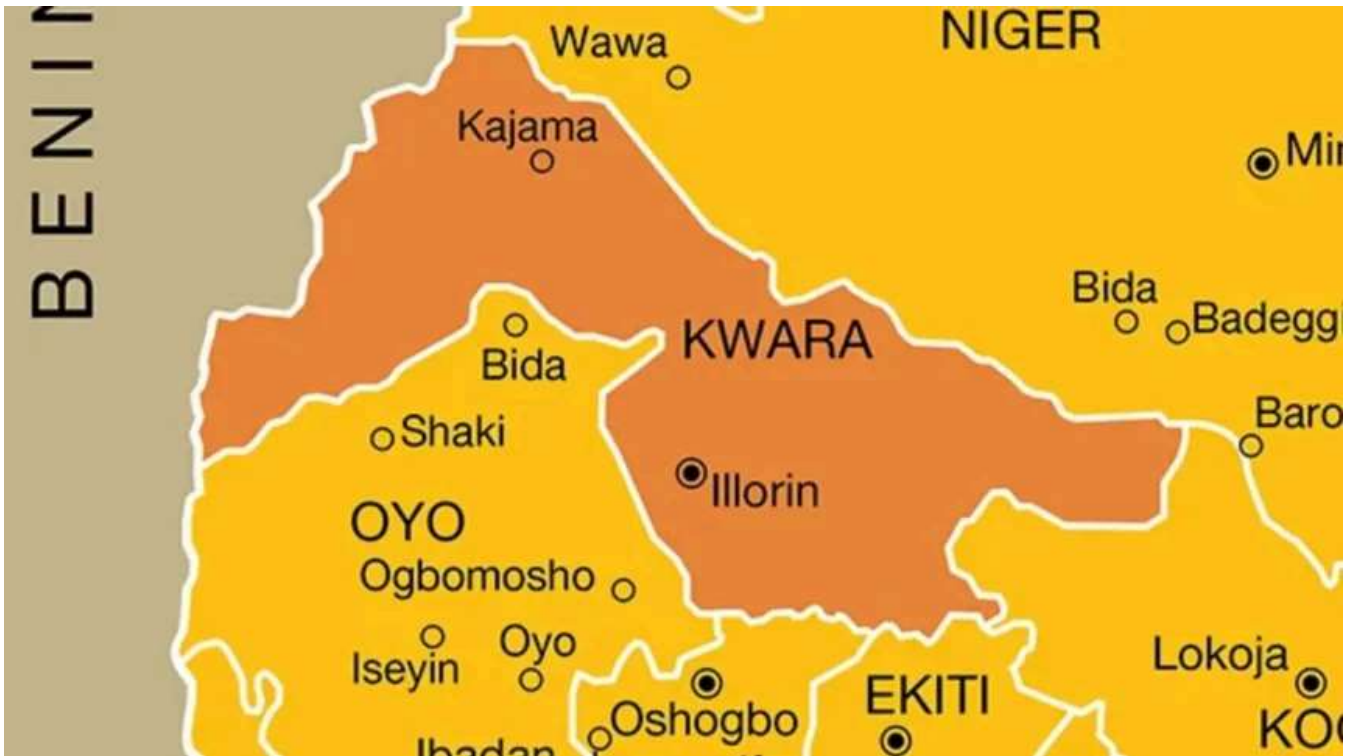 BENIN
NIGER
Wawa
Kajama
Bida
Badeggi
KWARA
Bida
Baro
Shaki
Illorin
OYO
Ogbomosho
Iseyin
Oyo
Lokoja
EKITI
Oshogbo